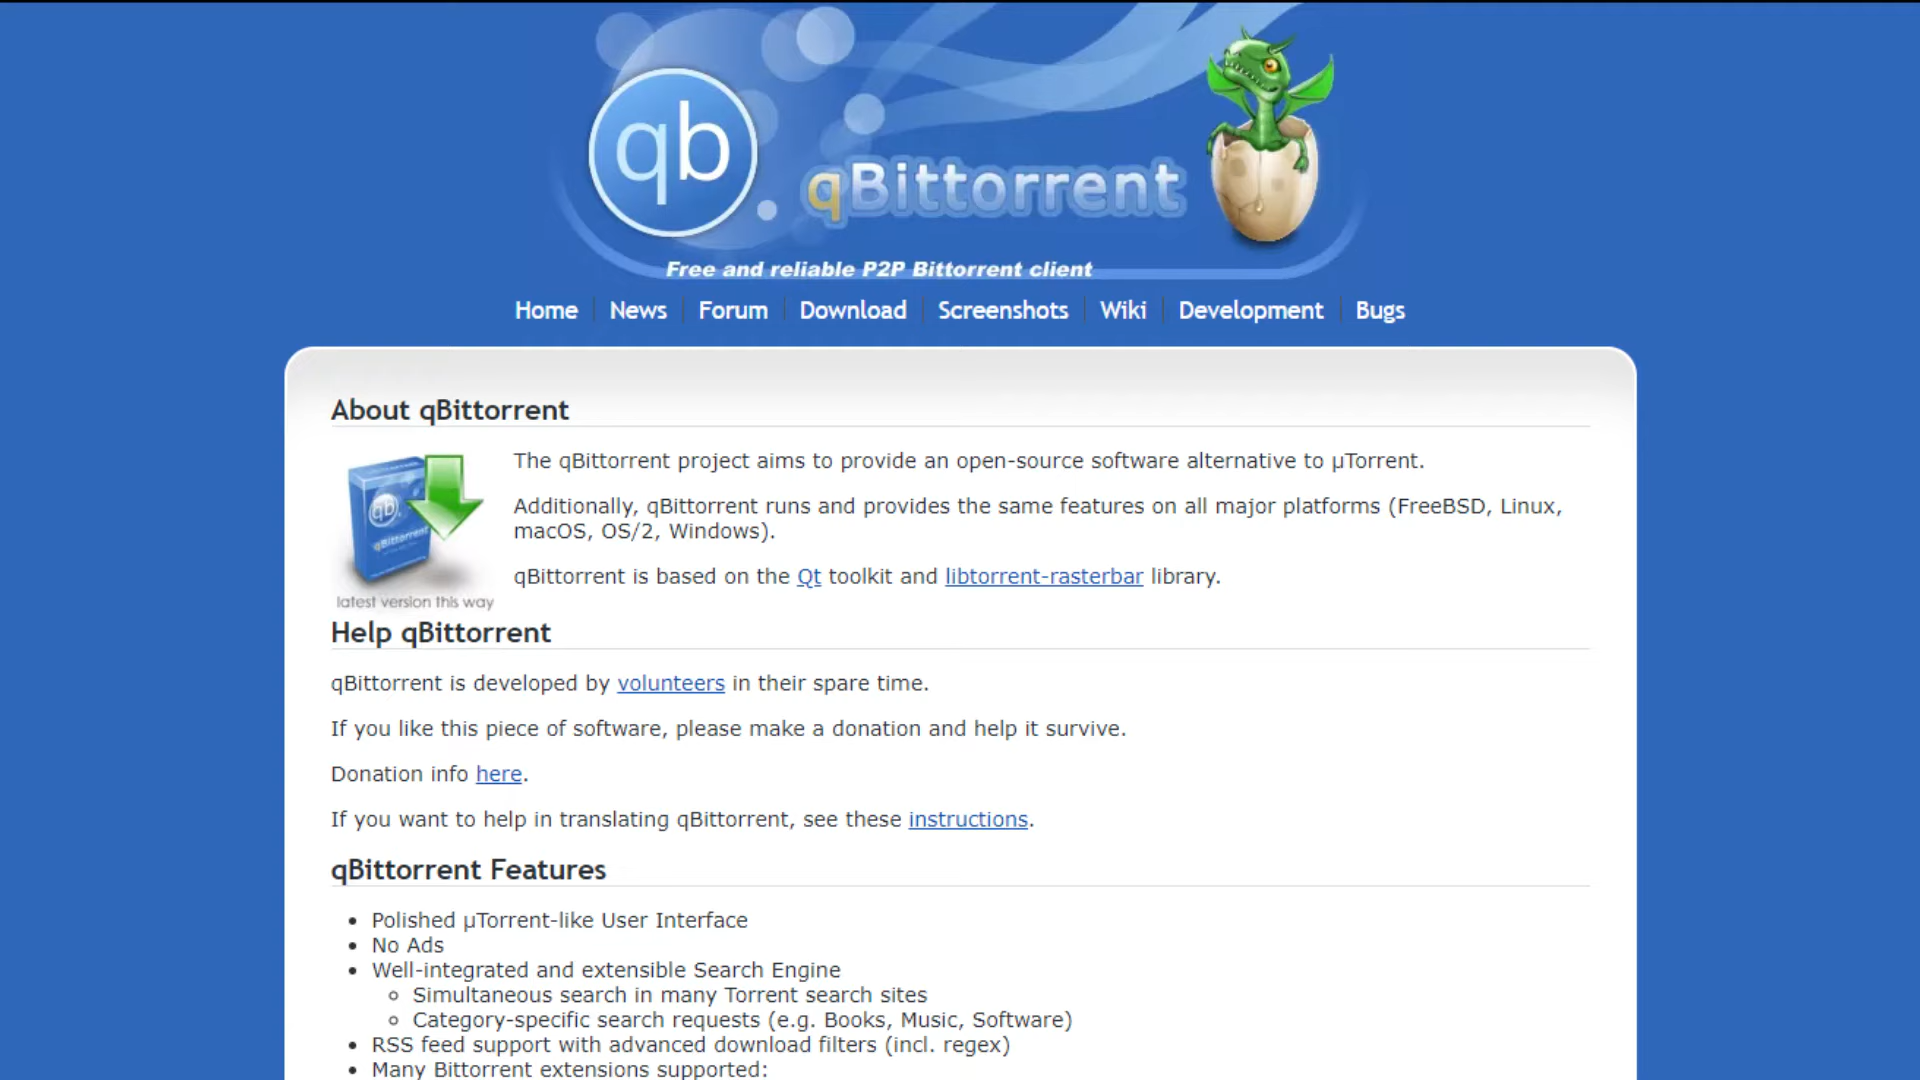 qb
qBittorrent
Free and reliable P2P Bittorrent client
Home News Forum Download Screenshots Wiki Development Bugs
About qBittorrent
qb
qBittorrent
latest version this way
The qBittorrent project aims to provide an open-source software alternative to µTorrent.
Additionally, qBittorrent runs and provides the same features on all major platforms (FreeBSD, Linux,
macOS, OS/2, Windows).
qBittorrent is based on the Qt toolkit and libtorrent-rasterbar library.
Help qBittorrent
qBittorrent is developed by volunteers in their spare time.
If you like this piece of software, please make a donation and help it survive.
Donation info here.
If you want to help in translating qBittorrent, see these instructions.
qBittorrent Features
• Polished µTorrent-like User Interface
• No Ads
• Well-integrated and extensible Search Engine
◦ Simultaneous search in many Torrent search sites
◦ Category-specific search requests (e.g. Books, Music, Software)
• RSS feed support with advanced download filters (incl. regex)
• Many Bittorrent extensions supported: